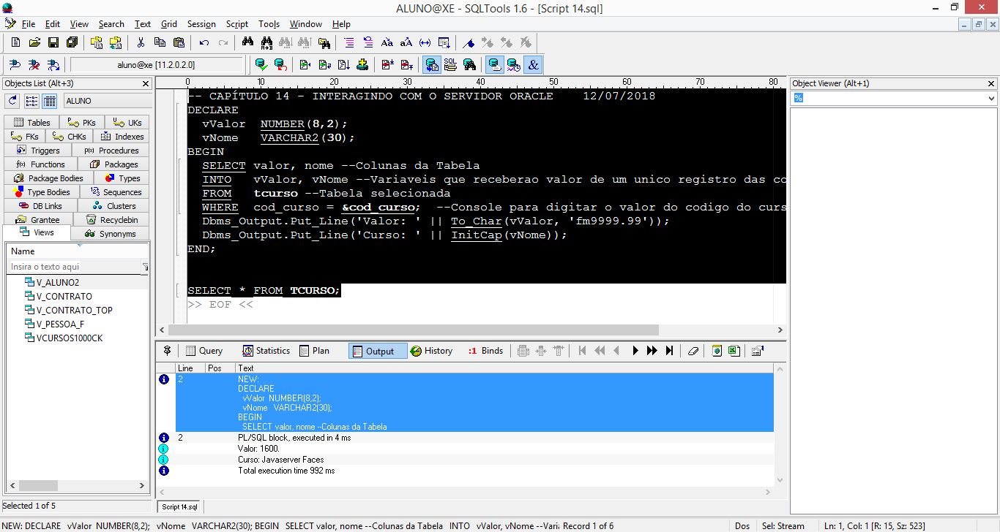 ALUNO@XE - SQLTools 1.6 - [Script 14.sql]
File Edit View Search Text Grid Session Script Tools Window Help
aluno@xe [11.2.0.2.0]
Objects List (Alt+3)
ALUNO
Tables PKs UKs
FKs CHKs Indexes
Triggers Procedures
Functions Packages
Package Bodies Types
Type Bodies Sequences
DB Links Clusters
Grantee Recyclebin
Views Synonyms
Name
Insira o texto aqui
V_ALUNO2
V_CONTRATO
V_CONTRATO_TOP
V_PESSOA_F
VCURSOS1000CK
Selected 1 of 5
0 10 20 30 40 50 60 70 80
-- CAPÍTULO 14 - INTERAGINDO COM O SERVIDOR ORACLE 12/07/2018
DECLARE
vValor NUMBER(8,2);
vNome VARCHAR2(30);
BEGIN
SELECT valor, nome --Colunas da Tabela
INTO vValor, vNome --Variaveis que receberao valor de um unico registro das co
FROM tcurso --Tabela selecionada
WHERE cod_curso = &cod_curso; --Console para digitar o valor do codigo do curs
Dbms_Output.Put_Line('Valor: ' || To_Char(vValor, 'fm9999.99'));
Dbms_Output.Put_Line('Curso: ' || InitCap(vNome));
END;
SELECT * FROM TCURSO;
>> EOF <<
Query Statistics Plan Output History :1 Binds
Line Pos Text
2 NEW:
DECLARE
vValor NUMBER(8,2);
vNome VARCHAR2(30);
BEGIN
SELECT valor, nome --Colunas da Tabela
2 PL/SQL block, executed in 4 ms
Valor: 1600.
Curso: Javaserver Faces
Total execution time 992 ms
Script 14.sql
Object Viewer (Alt+1)
%
NEW: DECLARE vValor NUMBER(8,2); vNome VARCHAR2(30); BEGIN SELECT valor, nome --Colunas da Tabela INTO vValor, vNome --Varia Record 1 of 6 Dos Sel: Stream Ln: 1, Col: 1 [R: 15, Sz: 523]